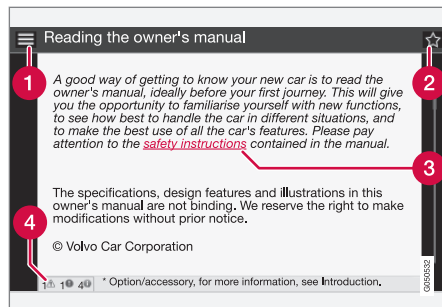 Reading the owner's manual
1
2
A good way of getting to know your new car is to read the
owner's manual, ideally before your first journey. This will give
you the opportunity to familiarise yourself with new functions,
to see how best to handle the car in different situations, and
to make the best use of all the car's features. Please pay
attention to the safety instructions contained in the manual.
3
The specifications, design features and illustrations in this
owner's manual are not binding. We reserve the right to make
modifications without prior notice.
4
© Volvo Car Corporation
1 1 4 * Option/accessory, for more information, see Introduction.
G050532